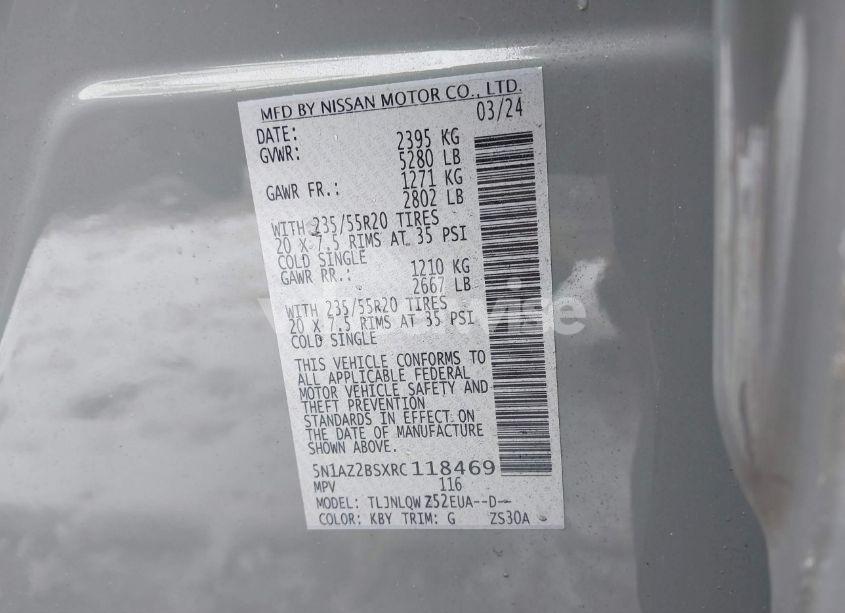 MFD BY NISSAN MOTOR CO., LTD.
DATE: 03/24
GVWR: 2395 KG
5280 LB
GAWR FR.: 1271 KG
2802 LB
WITH 235/55R20 TIRES
20 X 7.5 RIMS AT 35 PSI
COLD SINGLE
GAWR RR.: 1210 KG
2667 LB
WITH 235/55R20 TIRES
20 X 7.5 RIMS AT 35 PSI
COLD SINGLE
THIS VEHICLE CONFORMS TO
ALL APPLICABLE FEDERAL
MOTOR VEHICLE SAFETY AND
THEFT PREVENTION
STANDARDS IN EFFECT ON
THE DATE OF MANUFACTURE
SHOWN ABOVE.
5N1AZ2BSXRC118469
MPV 116
MODEL: TLJNLQWZ52EUA--D--
COLOR: KBY TRIM: G ZS30A